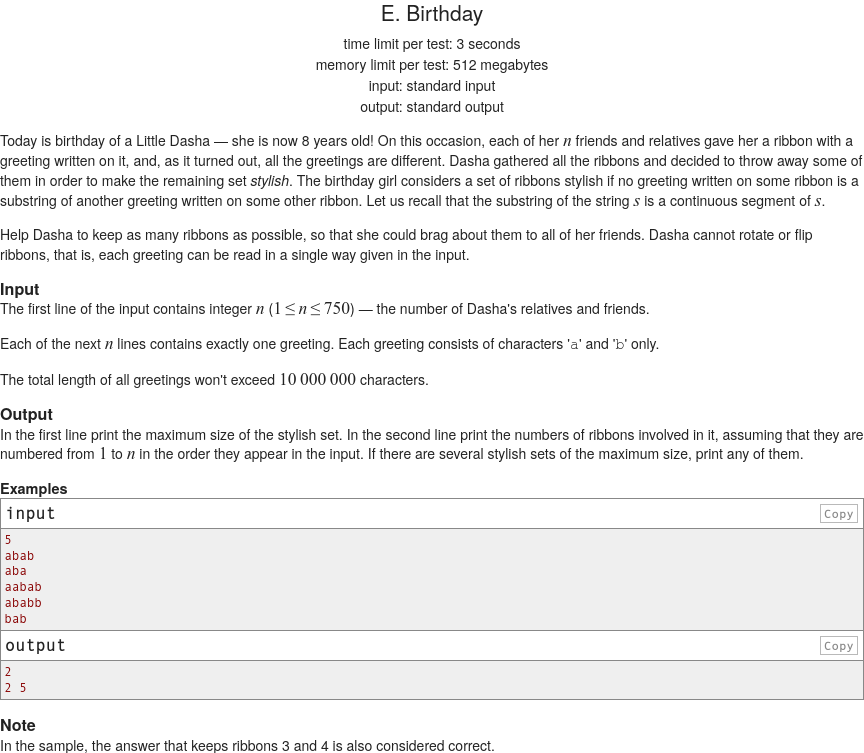 E. Birthday
time limit per test: 3 seconds
memory limit per test: 512 megabytes
input: standard input
output: standard output
Today is birthday of a Little Dasha — she is now 8 years old! On this occasion, each of her n friends and relatives gave her a ribbon with a
greeting written on it, and, as it turned out, all the greetings are different. Dasha gathered all the ribbons and decided to throw away some of
them in order to make the remaining set stylish. The birthday girl considers a set of ribbons stylish if no greeting written on some ribbon is a
substring of another greeting written on some other ribbon. Let us recall that the substring of the string s is a continuous segment of s.
Help Dasha to keep as many ribbons as possible, so that she could brag about them to all of her friends. Dasha cannot rotate or flip
ribbons, that is, each greeting can be read in a single way given in the input.
Input
The first line of the input contains integer n (1 ≤ n ≤ 750) — the number of Dasha's relatives and friends.
Each of the next n lines contains exactly one greeting. Each greeting consists of characters 'a' and 'b' only.
The total length of all greetings won't exceed 10 000 000 characters.
Output
In the first line print the maximum size of the stylish set. In the second line print the numbers of ribbons involved in it, assuming that they are
numbered from 1 to n in the order they appear in the input. If there are several stylish sets of the maximum size, print any of them.
Examples
input Copy
5
abab
aba
aabab
ababb
bab
output Copy
2
2 5
Note
In the sample, the answer that keeps ribbons 3 and 4 is also considered correct.